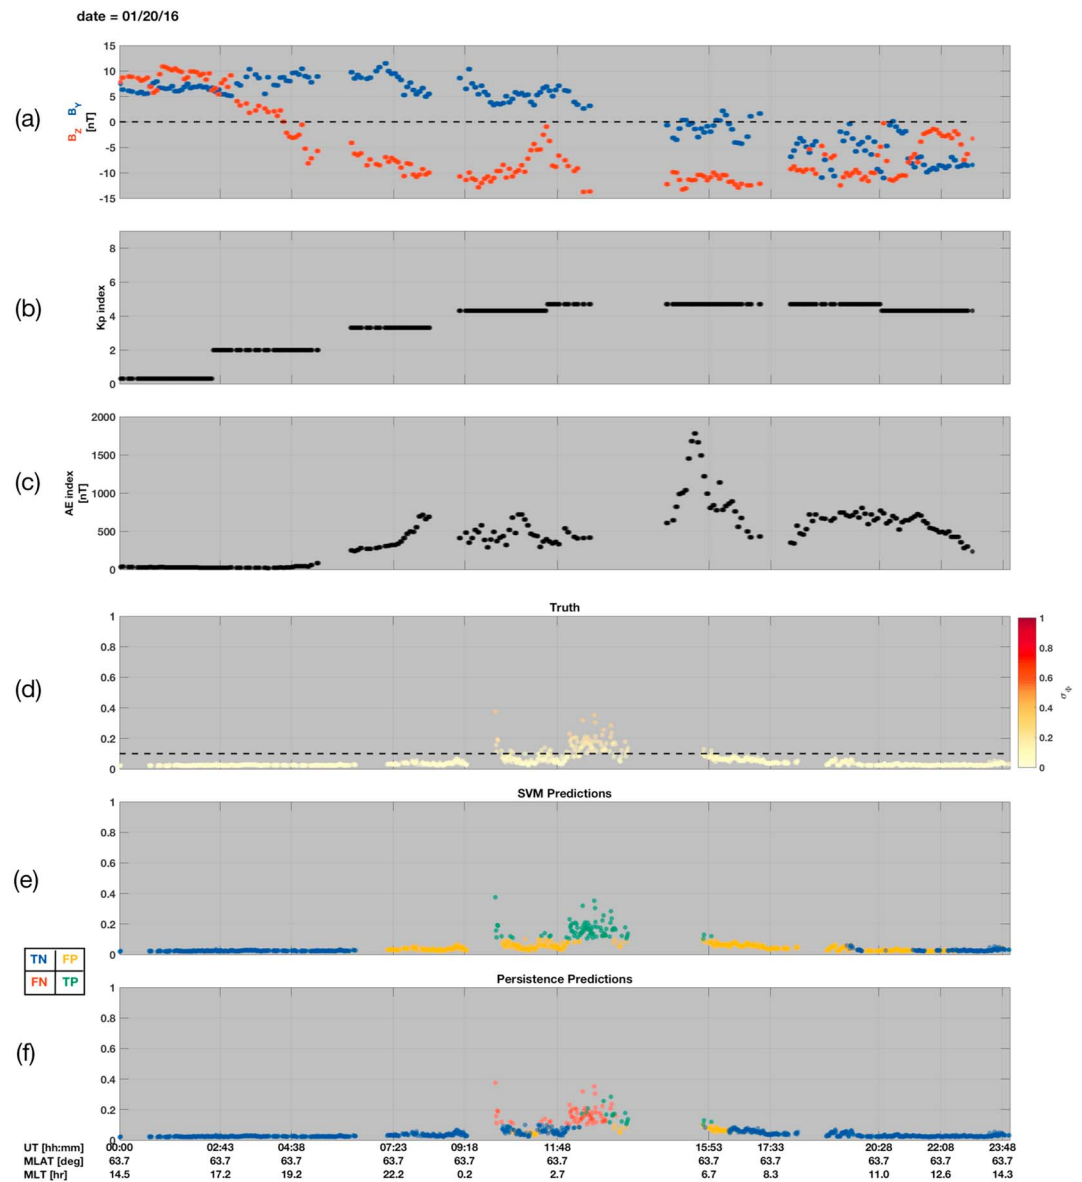 date = 01/20/16
(a)
B_Z B_Y
[nT]
15
10
5
0
-5
-10
-15
(b)
Kp index
8
6
4
2
0
(c)
AE index
[nT]
2000
1500
1000
500
0
Truth
(d)
1
0.8
0.6
0.4
0.2
0
1
0.8
0.6
0.4
0.2
0
σ_Φ
SVM Predictions
(e)
1
0.8
0.6
0.4
0.2
0
TN FP
FN TP
Persistence Predictions
(f)
1
0.8
0.6
0.4
0.2
0
UT [hh:mm] 00:00 02:43 04:38 07:23 09:18 11:48 15:53 17:33 20:28 22:08 23:48
MLAT [deg] 63.7 63.7 63.7 63.7 63.7 63.7 63.7 63.7 63.7 63.7 63.7
MLT [hr] 14.5 17.2 19.2 22.2 0.2 2.7 6.7 8.3 11.0 12.6 14.3